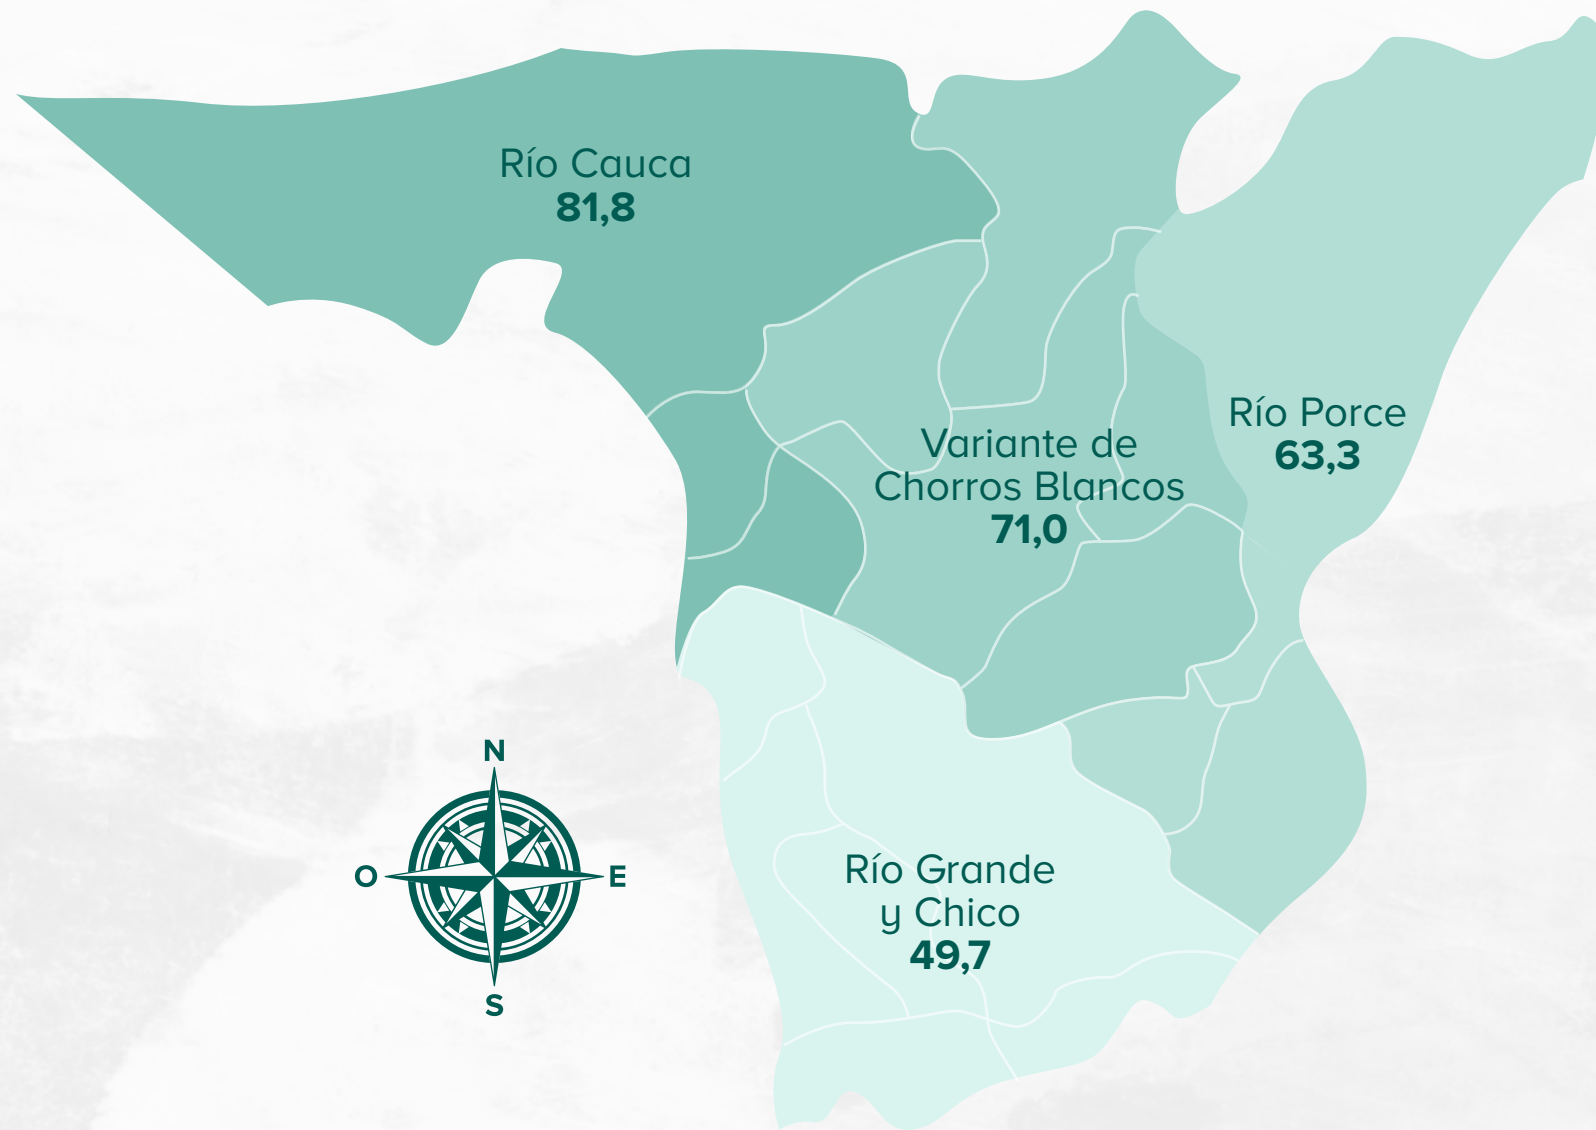 Río Cauca
81,8
Río Porce
63,3
Variante de
Chorros Blancos
71,0
N
O
E
S
Río Grande
y Chico
49,7